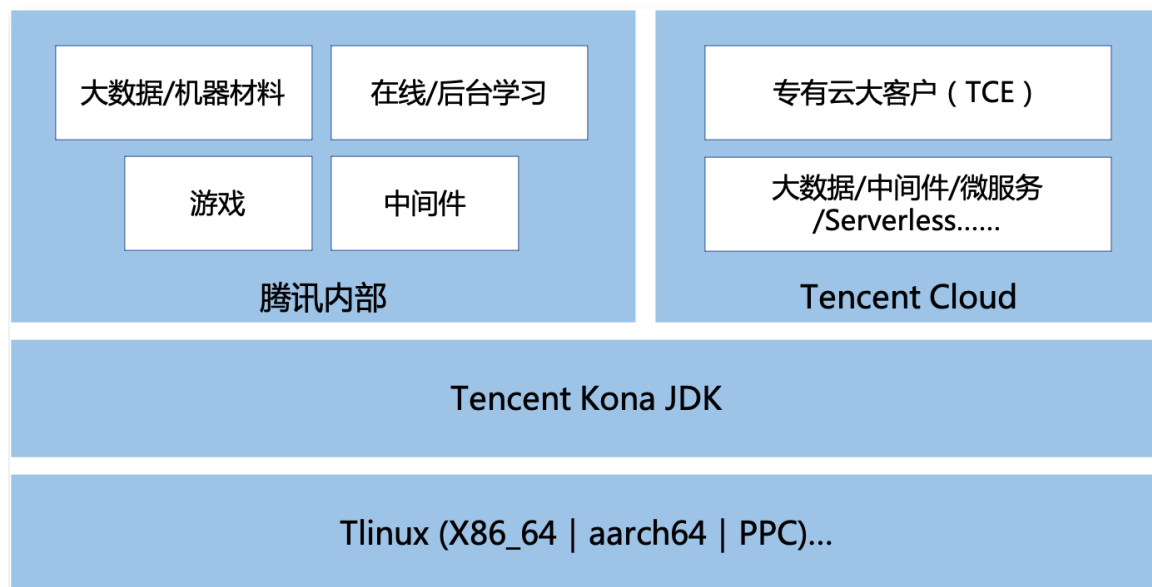 大数据/机器材料
在线/后台学习
游戏
中间件
腾讯内部
专有云大客户（TCE）
大数据/中间件/微服务
/Serverless......
Tencent Cloud
Tencent Kona JDK
Tlinux (X86_64 | aarch64 | PPC)...